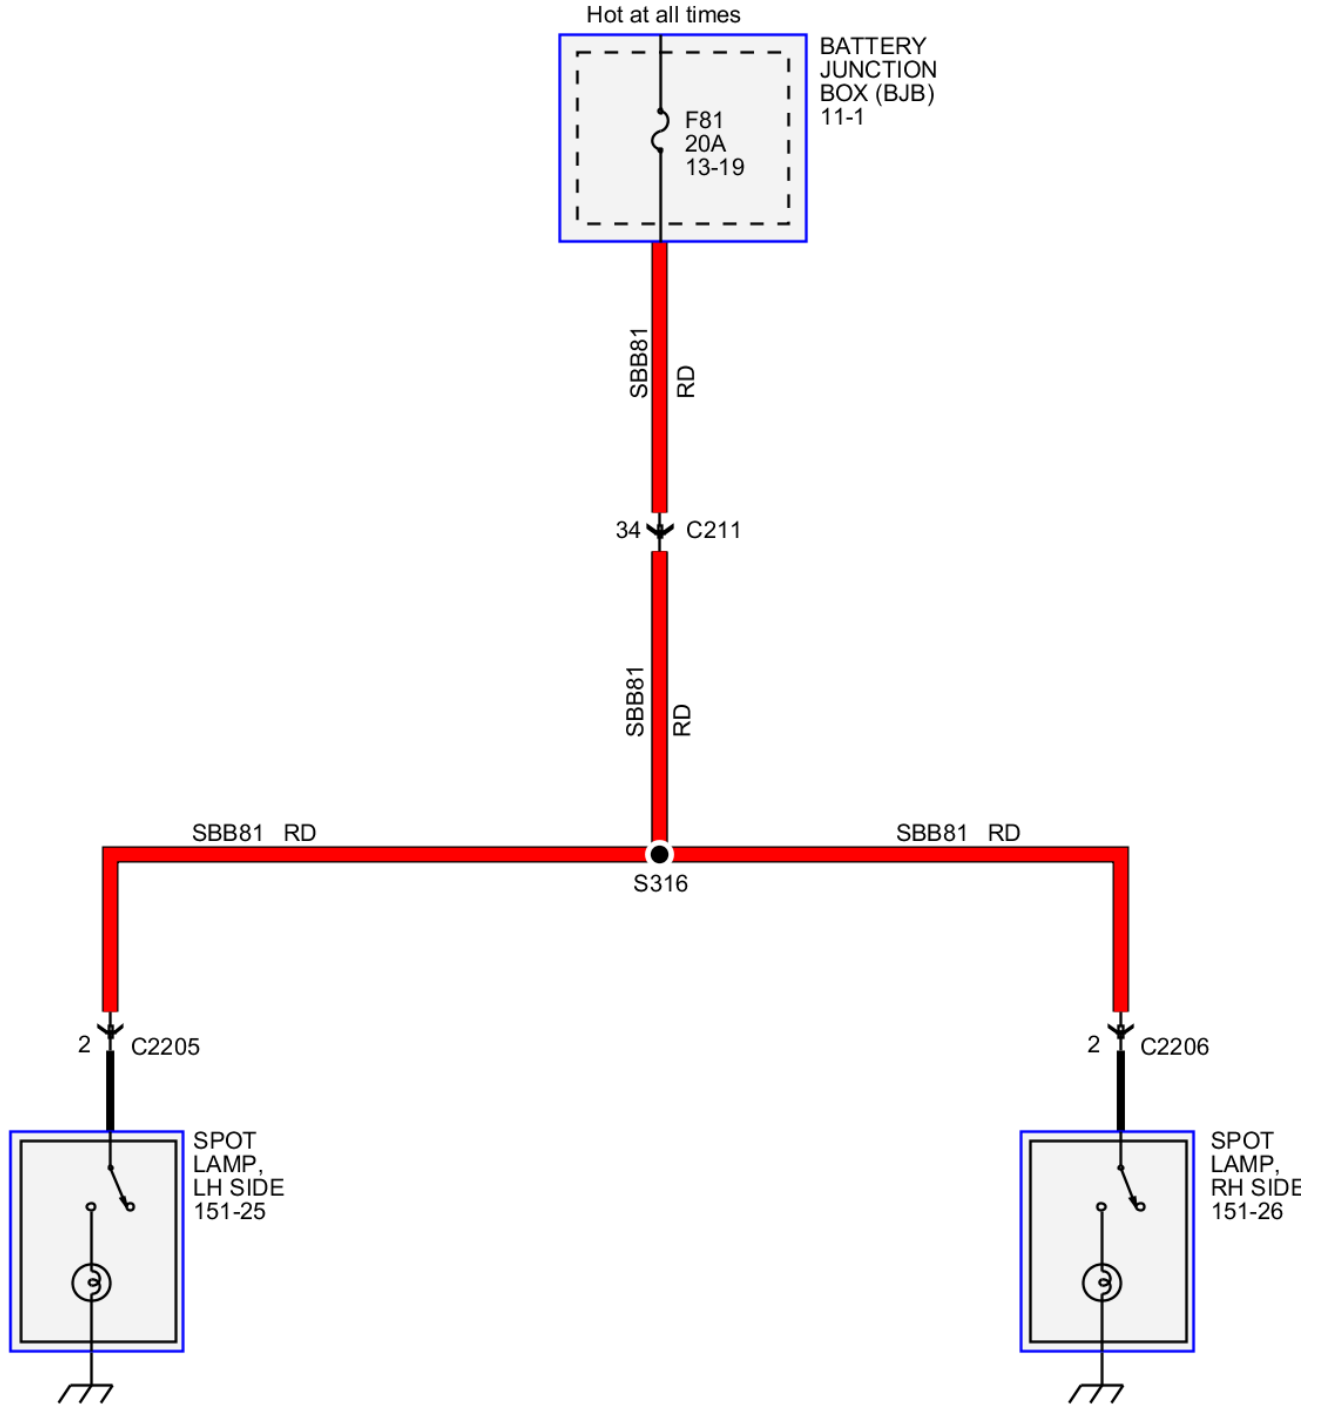 Hot at all times
BATTERY
JUNCTION
BOX (BJB)
11-1
F81
20A
13-19
SBB81
RD
34
C211
SBB81
RD
SBB81 RD
SBB81 RD
S316
2
C2205
2
C2206
SPOT
LAMP,
LH SIDE
151-25
SPOT
LAMP,
RH SIDE
151-26